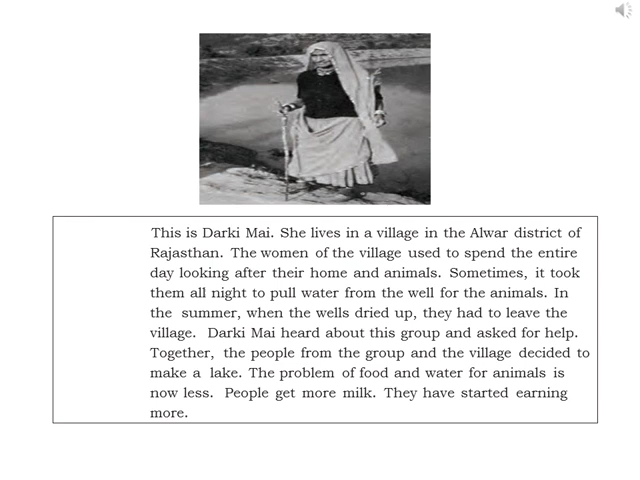 This is Darki Mai. She lives in a village in the Alwar district of
Rajasthan. The women of the village used to spend the entire
day looking after their home and animals. Sometimes, it took
them all night to pull water from the well for the animals. In
the summer, when the wells dried up, they had to leave the
village. Darki Mai heard about this group and asked for help.
Together, the people from the group and the village decided to
make a lake. The problem of food and water for animals is
now less. People get more milk. They have started earning
more.